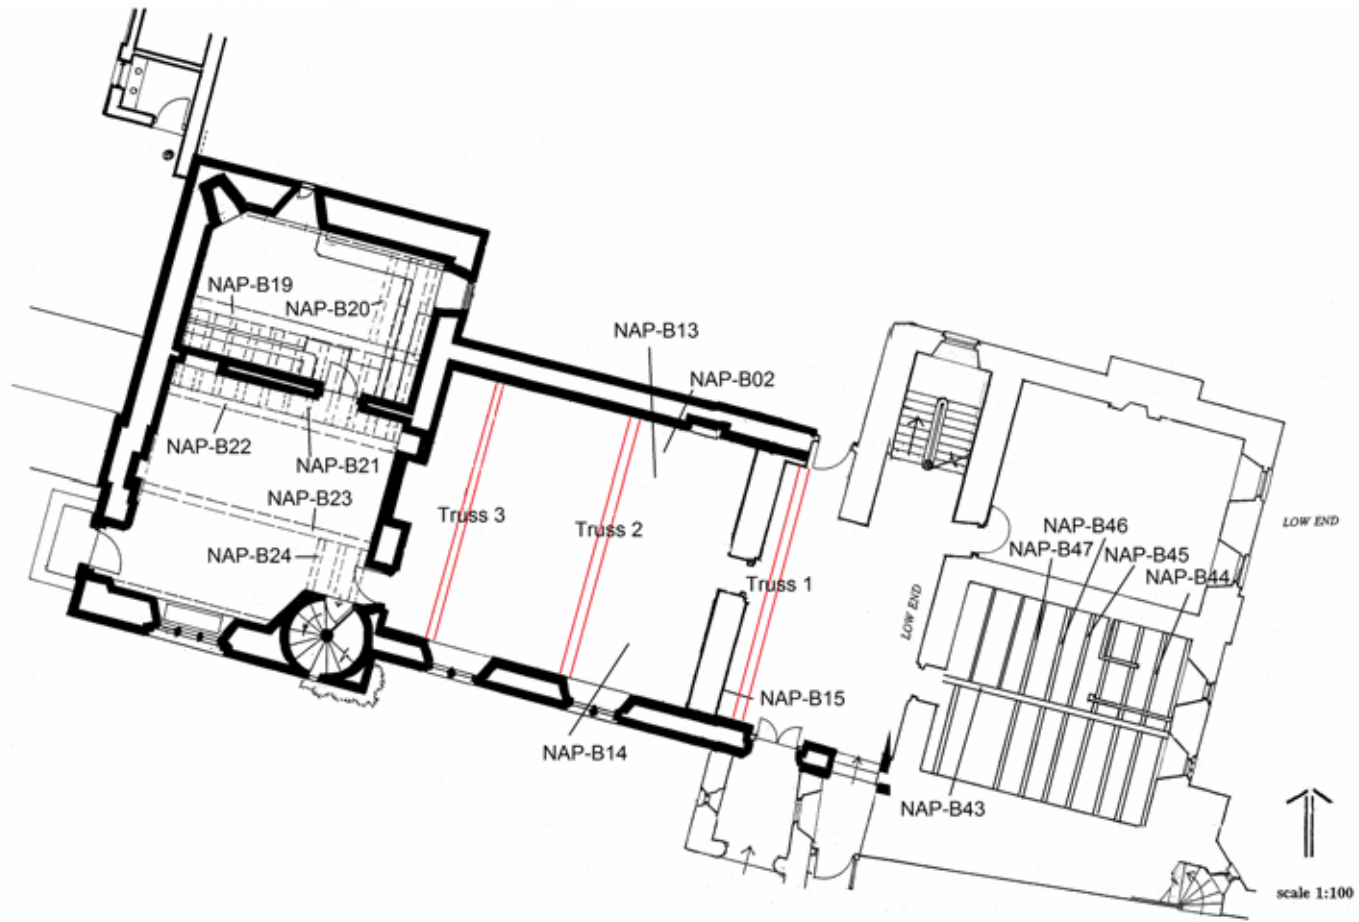 NAP-B19
NAP-B20
NAP-B13
NAP-B02
NAP-B22
NAP-B21
NAP-B23
NAP-B24
Truss 3
Truss 2
Truss 1
NAP-B46
NAP-B47
NAP-B45
NAP-B44
LOW END
LOW END
NAP-B15
NAP-B14
NAP-B43
scale 1:100